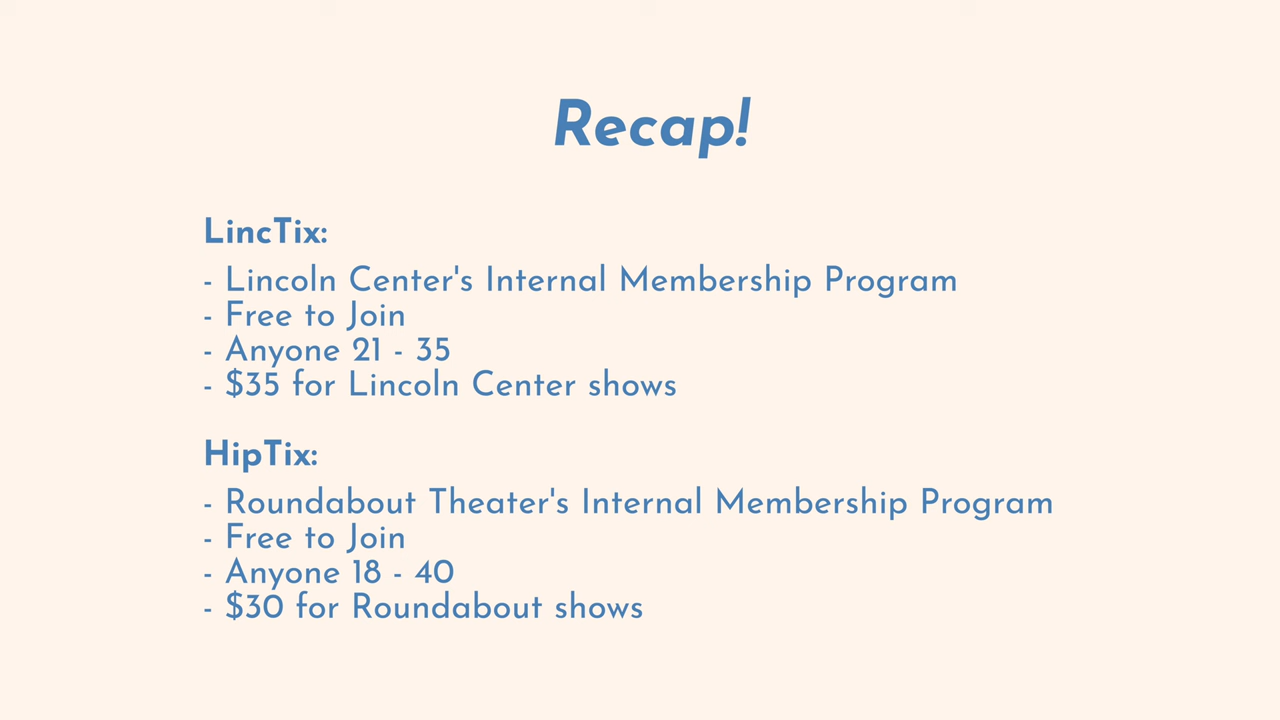 Recap!
LincTix:
- Lincoln Center's Internal Membership Program
- Free to Join
- Anyone 21 - 35
- $35 for Lincoln Center shows
HipTix:
- Roundabout Theater's Internal Membership Program
- Free to Join
- Anyone 18 - 40
- $30 for Roundabout shows